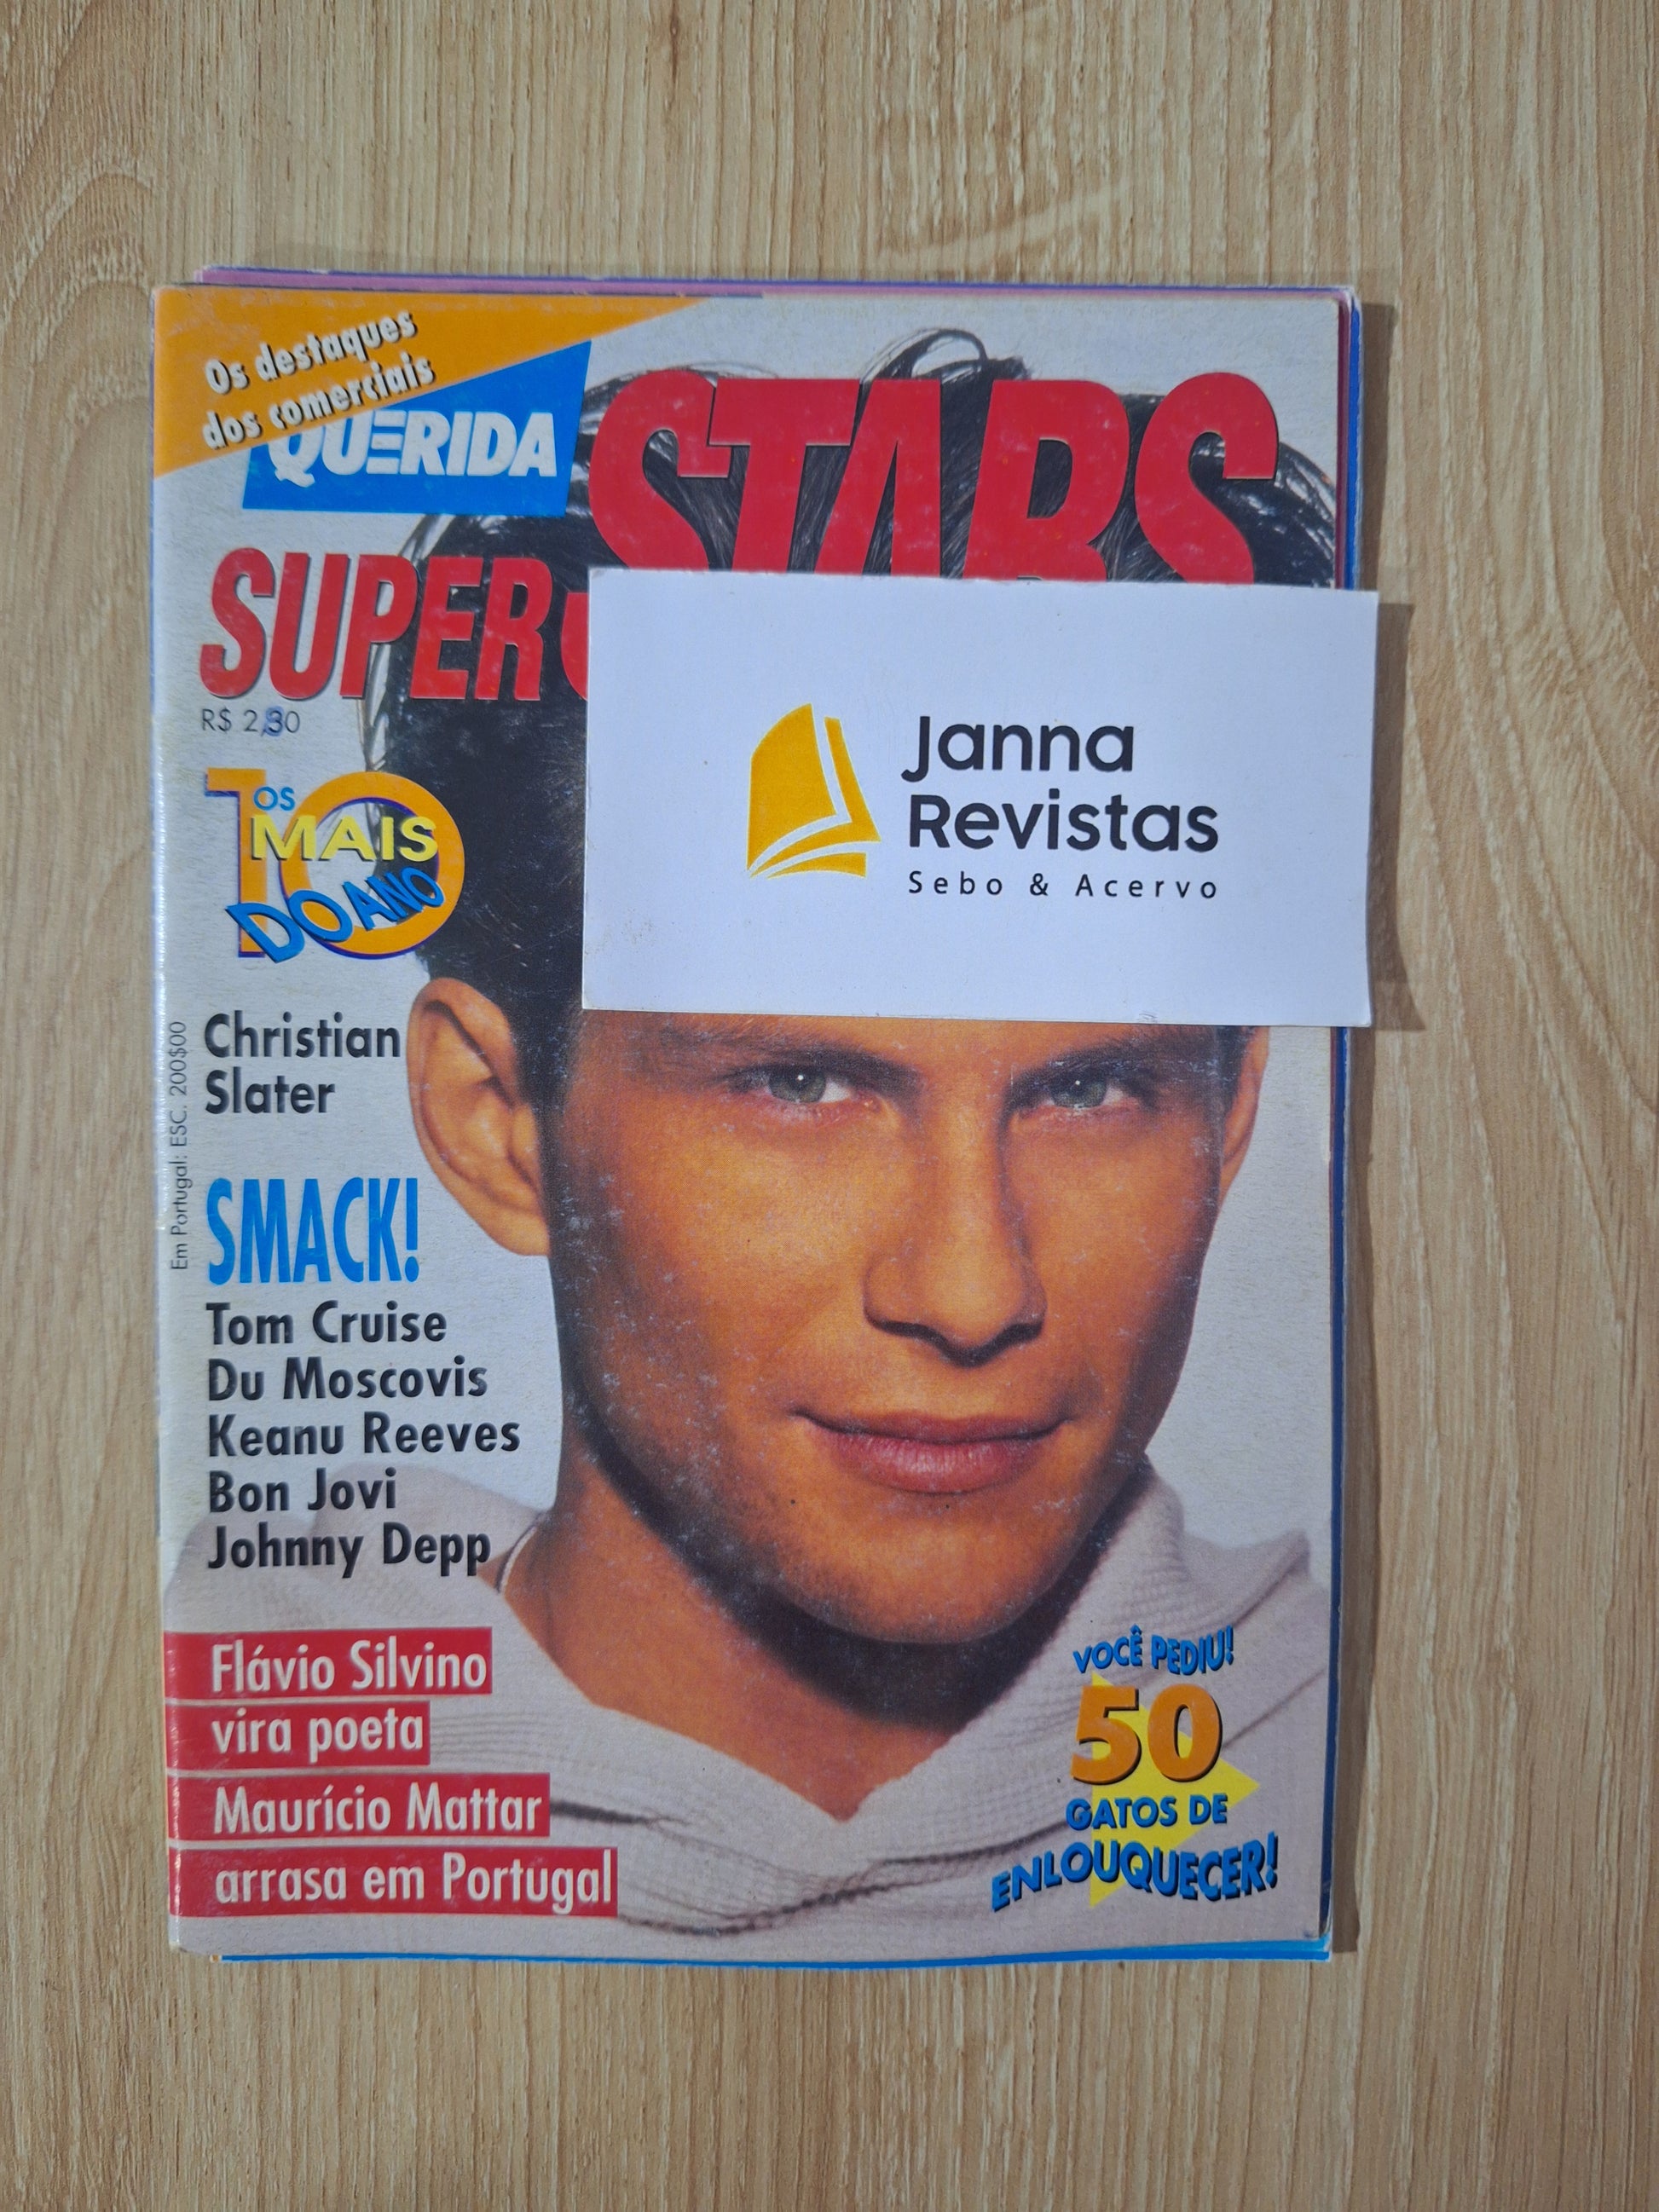 Os destaques
dos comerciais
QUERIDA
STARS
SUPER
R$ 2,30
10
OS
MAIS
DO ANO
Janna
Revistas
Sebo & Acervo
Christian
Slater
Em Portugal: ESC. 200$00
SMACK!
Tom Cruise
Du Moscovis
Keanu Reeves
Bon Jovi
Johnny Depp
Flávio Silvino
vira poeta
Maurício Mattar
arrasa em Portugal
VOCÊ PEDIU!
50
GATOS DE
ENLOUQUECER!